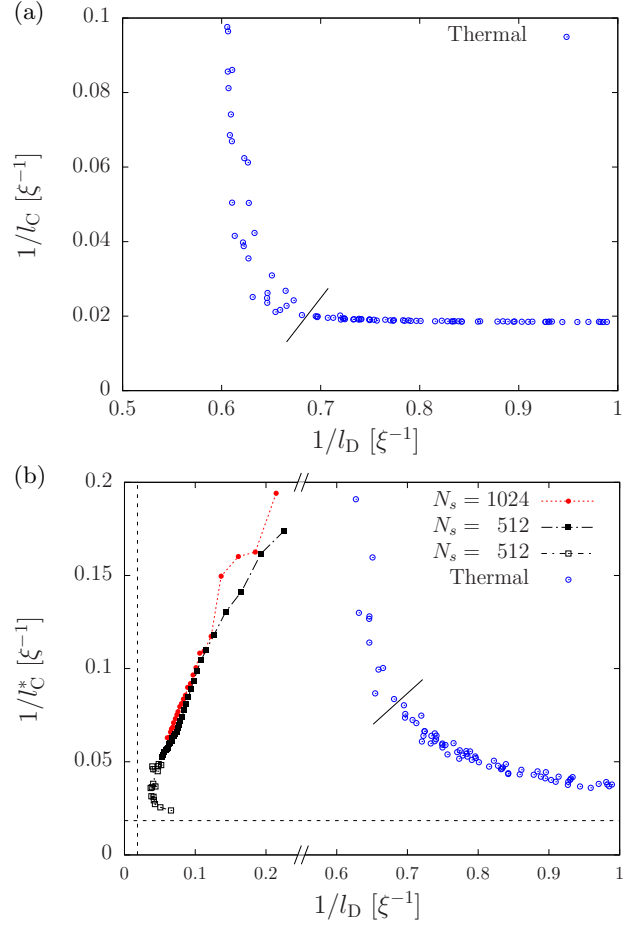 (a)
0.1
0.08
0.06
0.04
0.02
0
1/l_C [ξ⁻¹]
Thermal
0.5 0.6 0.7 0.8 0.9 1
1/l_D [ξ⁻¹]
(b)
0.2
0.15
0.1
0.05
0
1/l*_C [ξ⁻¹]
N_s = 1024
N_s = 512
N_s = 512
Thermal
0 0.1 0.2 0.6 0.7 0.8 0.9 1
1/l_D [ξ⁻¹]